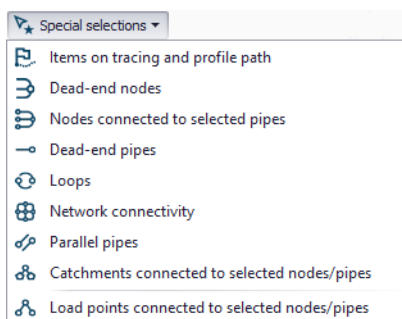 Special selections
Items on tracing and profile path
Dead-end nodes
Nodes connected to selected pipes
Dead-end pipes
Loops
Network connectivity
Parallel pipes
Catchments connected to selected nodes/pipes
Load points connected to selected nodes/pipes